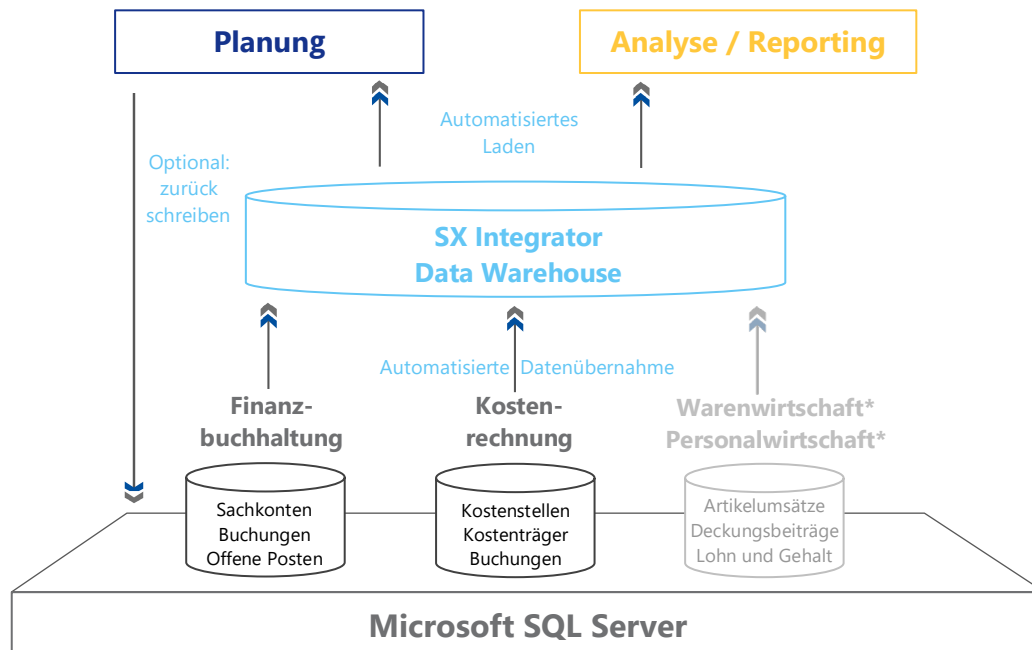 Planung
Analyse / Reporting
Automatisiertes
Laden
Optional:
zurück
schreiben
SX Integrator
Data Warehouse
Automatisierte Datenübernahme
Finanz-
buchhaltung
Kosten-
rechnung
Warenwirtschaft*
Personalwirtschaft*
Sachkonten
Buchungen
Offene Posten
Kostenstellen
Kostenträger
Buchungen
Artikelumsätze
Deckungsbeiträge
Lohn und Gehalt
Microsoft SQL Server